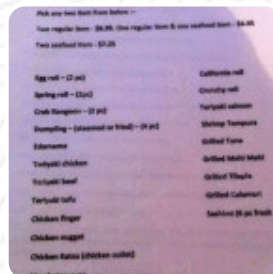 Pick any two item from below :-
Two regular item - $6.95, One regular item & one seafood item - $6.95
Two seafood item - $7.25
Egg roll – (2 pc)
Spring roll – (2pc)
Crab Rangoon – (2 pc)
Dumpling – (steamed or fried) – (4 pc)
Edamame
Teriyaki chicken
Teriyaki beef
Teriyaki tofu
Chicken finger
Chicken nugget
Chicken Katsu (chicken cutlet)
California roll
Crunchy roll
Teriyaki salmon
Shrimp Tempura
Grilled Tuna
Grilled Mahi Mahi
Grilled Tilapia
Grilled Calamari
Sashimi (6 pc fresh